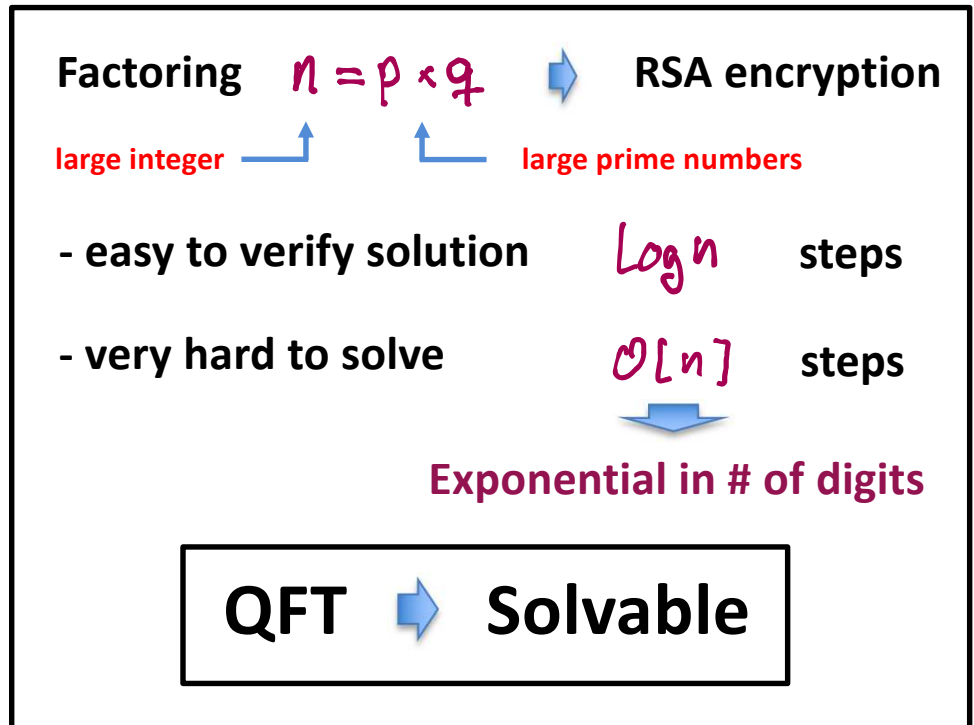 Factoring n = p × q RSA encryption
large integer large prime numbers
- easy to verify solution Log n steps
- very hard to solve O[n] steps
Exponential in # of digits
QFT Solvable